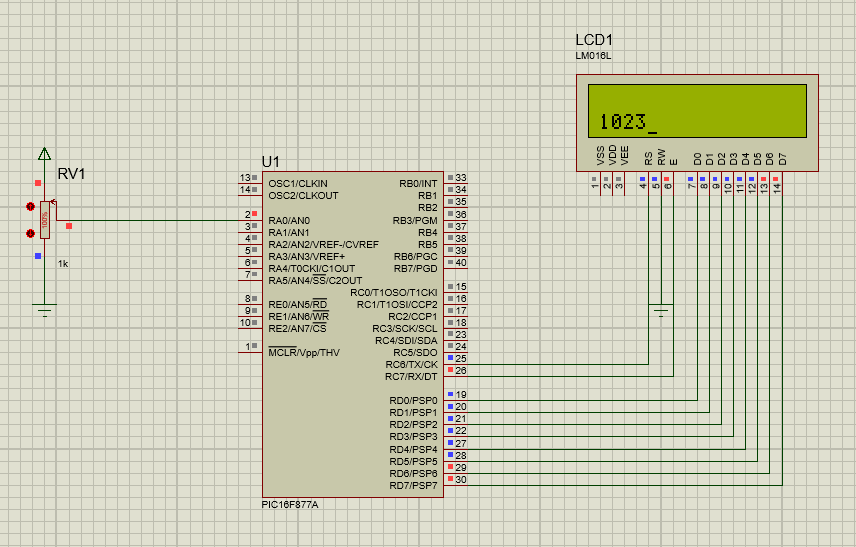 LCD1
LM016L
1023_
VSS VDD VEE RS RW E D0 D1 D2 D3 D4 D5 D6 D7
1 2 3 4 5 6 7 8 9 10 11 12 13 14
RV1
100%
1k
U1
13 OSC1/CLKIN RB0/INT 33
14 OSC2/CLKOUT RB1 34
RB2 35
2 RA0/AN0 RB3/PGM 36
3 RA1/AN1 RB4 37
4 RA2/AN2/VREF-/CVREF RB5 38
5 RA3/AN3/VREF+ RB6/PGC 39
6 RA4/T0CKI/C1OUT RB7/PGD 40
7 RA5/AN4/SS/C2OUT
RC0/T1OSO/T1CKI 15
8 RE0/AN5/RD RC1/T1OSI/CCP2 16
9 RE1/AN6/WR RC2/CCP1 17
10 RE2/AN7/CS RC3/SCK/SCL 18
RC4/SDI/SDA 23
1 MCLR/Vpp/THV RC5/SDO 24
RC6/TX/CK 25
RC7/RX/DT 26
RD0/PSP0 19
RD1/PSP1 20
RD2/PSP2 21
RD3/PSP3 22
RD4/PSP4 27
RD5/PSP5 28
RD6/PSP6 29
RD7/PSP7 30
PIC16F877A